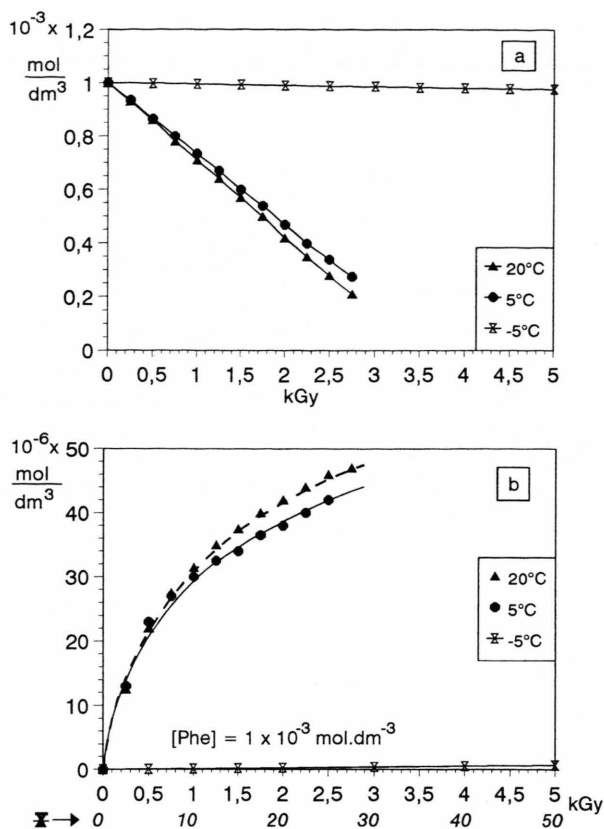 10⁻³ x
mol
dm³
1,2
1
0,8
0,6
0,4
0,2
0
a
20°C
5°C
-5°C
0 0,5 1 1,5 2 2,5 3 3,5 4 4,5 5
kGy
10⁻⁶ x
mol
dm³
50
40
30
20
10
0
b
20°C
5°C
-5°C
[Phe] = 1 x 10⁻³ mol.dm⁻³
0 0,5 1 1,5 2 2,5 3 3,5 4 4,5 5 kGy
0 10 20 30 40 50